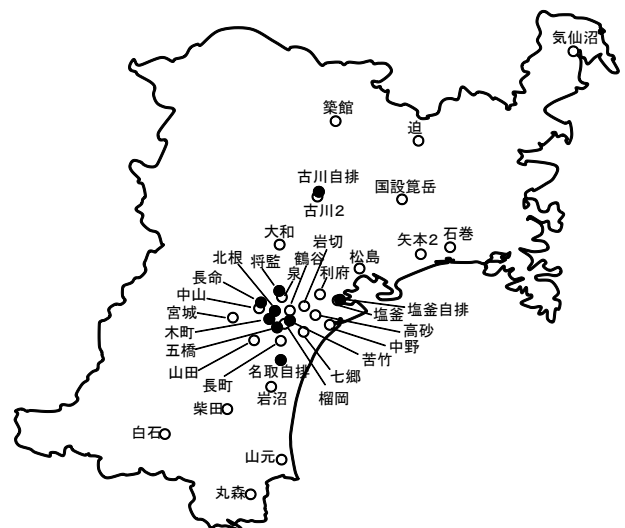 気仙沼
築館
迫
古川自排
国設箆岳
古川2
大和
岩切
矢本2
石巻
北根
将監
鶴谷
松島
長命
泉
利府
中山
宮城
塩釜自排
塩釜
木町
高砂
五橋
中野
苦竹
山田
名取自排
七郷
長町
榴岡
岩沼
柴田
白石
山元
丸森